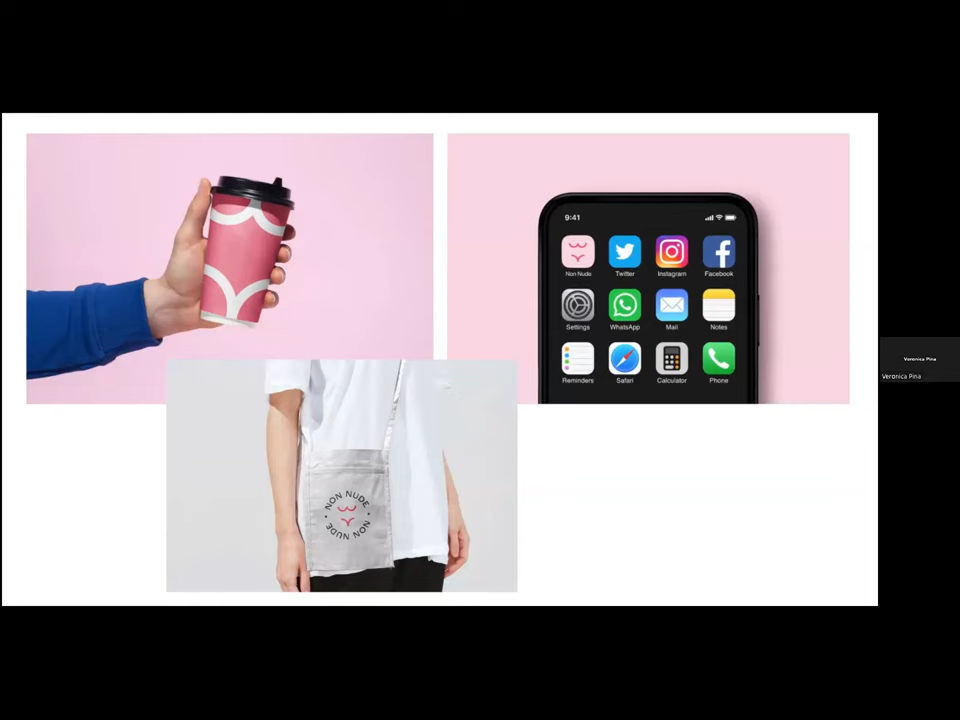 9:41
Non Nude
Twitter
Instagram
Facebook
Settings
WhatsApp
Mail
Notes
Reminders
Safari
Calculator
Phone
NON NUDE •
NON NUDE •
Veronica Pina
Veronica Pina